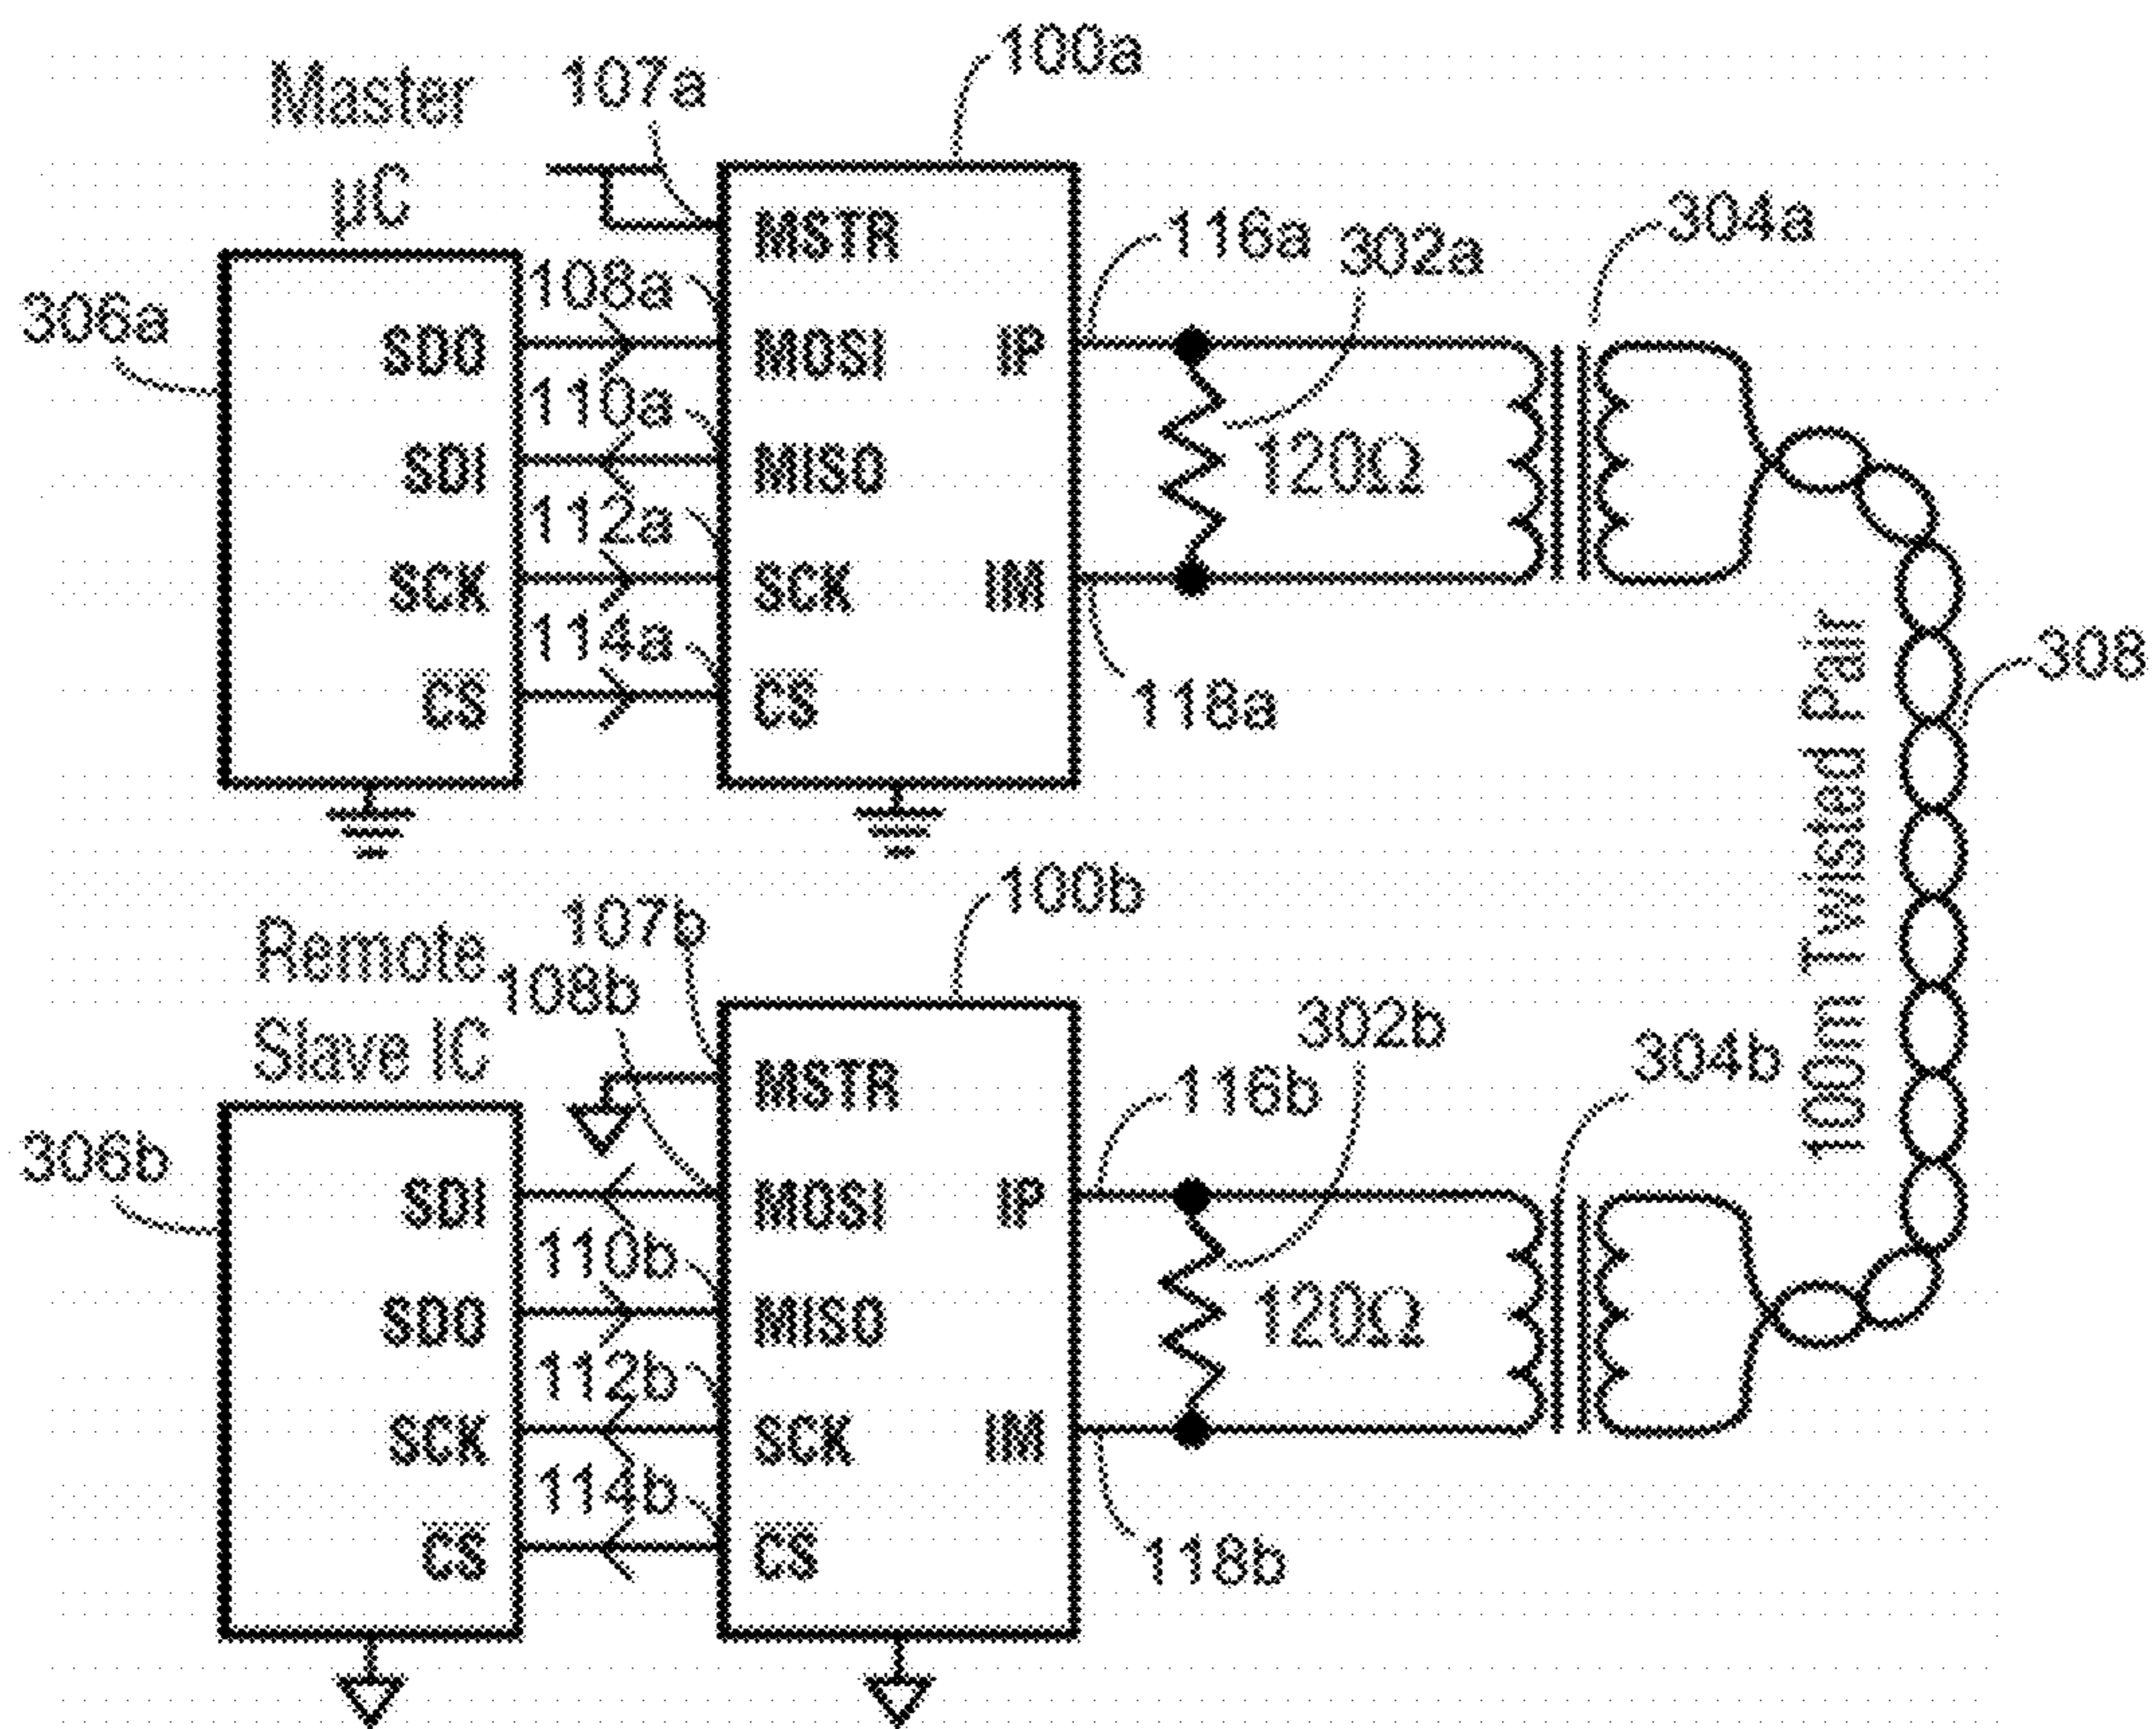 100a
Master
µC
107a
MSTR
116a
302a
304a
306a
108a
SDO
MOSI
IP
110a
SDI
MISO
120Ω
112a
SCK
SCK
IM
114a
CS
CS
118a
308
100m Twisted Pair
100b
Remote
Slave IC
107b
108b
MSTR
116b
302b
304b
306b
SDI
MOSI
IP
110b
SDO
MISO
120Ω
112b
SCK
SCK
IM
114b
CS
CS
118b